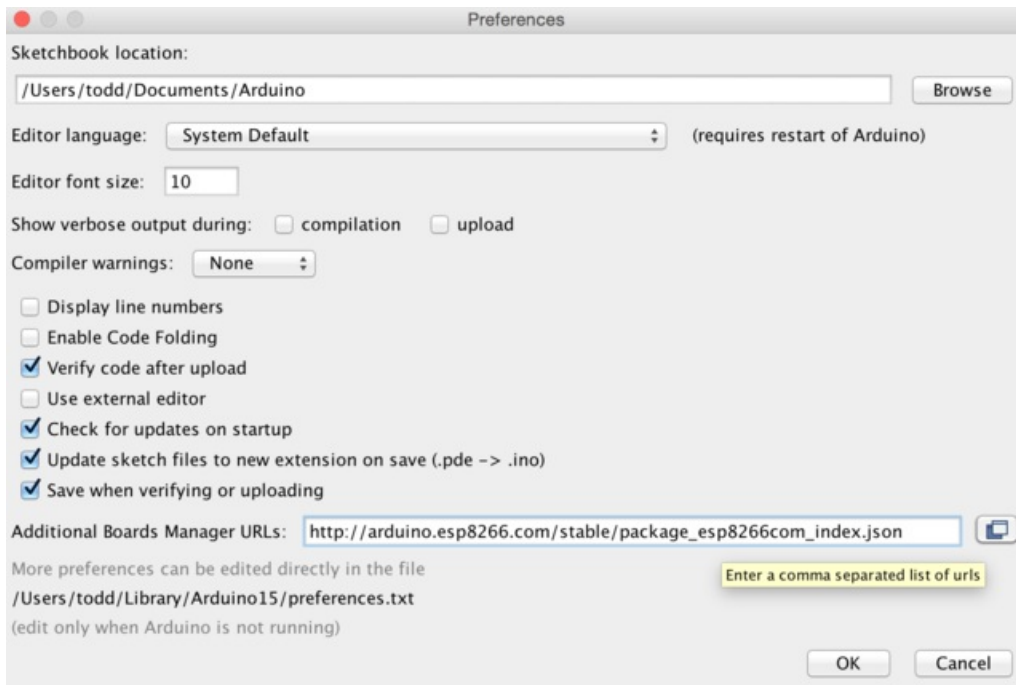 Preferences
Sketchbook location:
/Users/todd/Documents/Arduino Browse
Editor language: System Default (requires restart of Arduino)
Editor font size: 10
Show verbose output during: compilation upload
Compiler warnings: None
Display line numbers
Enable Code Folding
Verify code after upload
Use external editor
Check for updates on startup
Update sketch files to new extension on save (.pde -> .ino)
Save when verifying or uploading
Additional Boards Manager URLs: http://arduino.esp8266.com/stable/package_esp8266com_index.json
More preferences can be edited directly in the file
Enter a comma separated list of urls
/Users/todd/Library/Arduino15/preferences.txt
(edit only when Arduino is not running)
OK Cancel